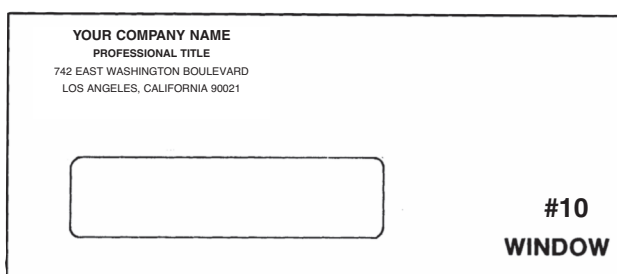 YOUR COMPANY NAME
PROFESSIONAL TITLE
742 EAST WASHINGTON BOULEVARD
LOS ANGELES, CALIFORNIA 90021
#10
WINDOW